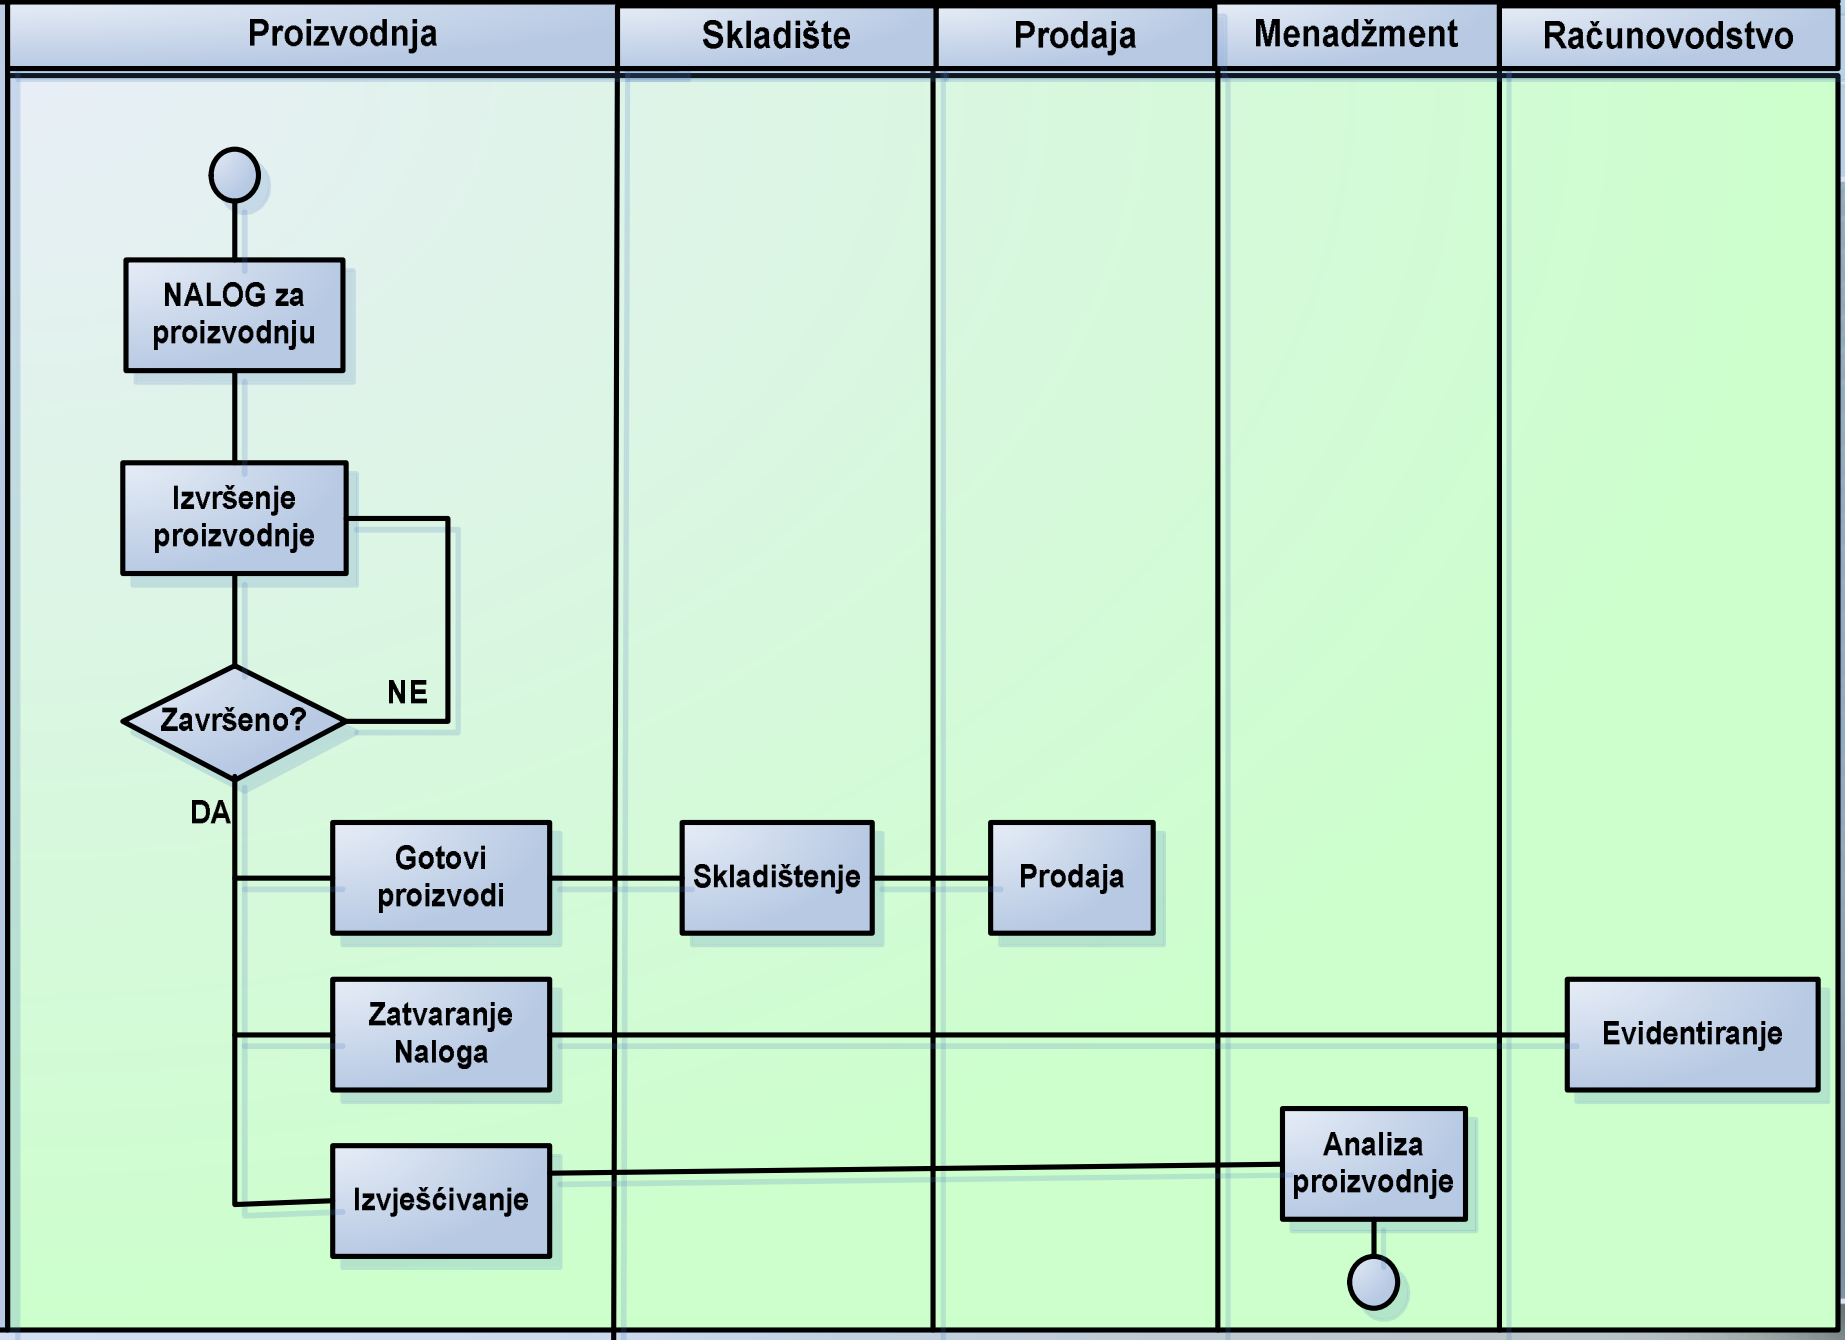 Proizvodnja
Skladište
Prodaja
Menadžment
Računovodstvo
NALOG za
proizvodnju
Izvršenje
proizvodnje
NE
Završeno?
DA
Gotovi
proizvodi
Skladištenje
Prodaja
Zatvaranje
Naloga
Evidentiranje
Izvješćivanje
Analiza
proizvodnje